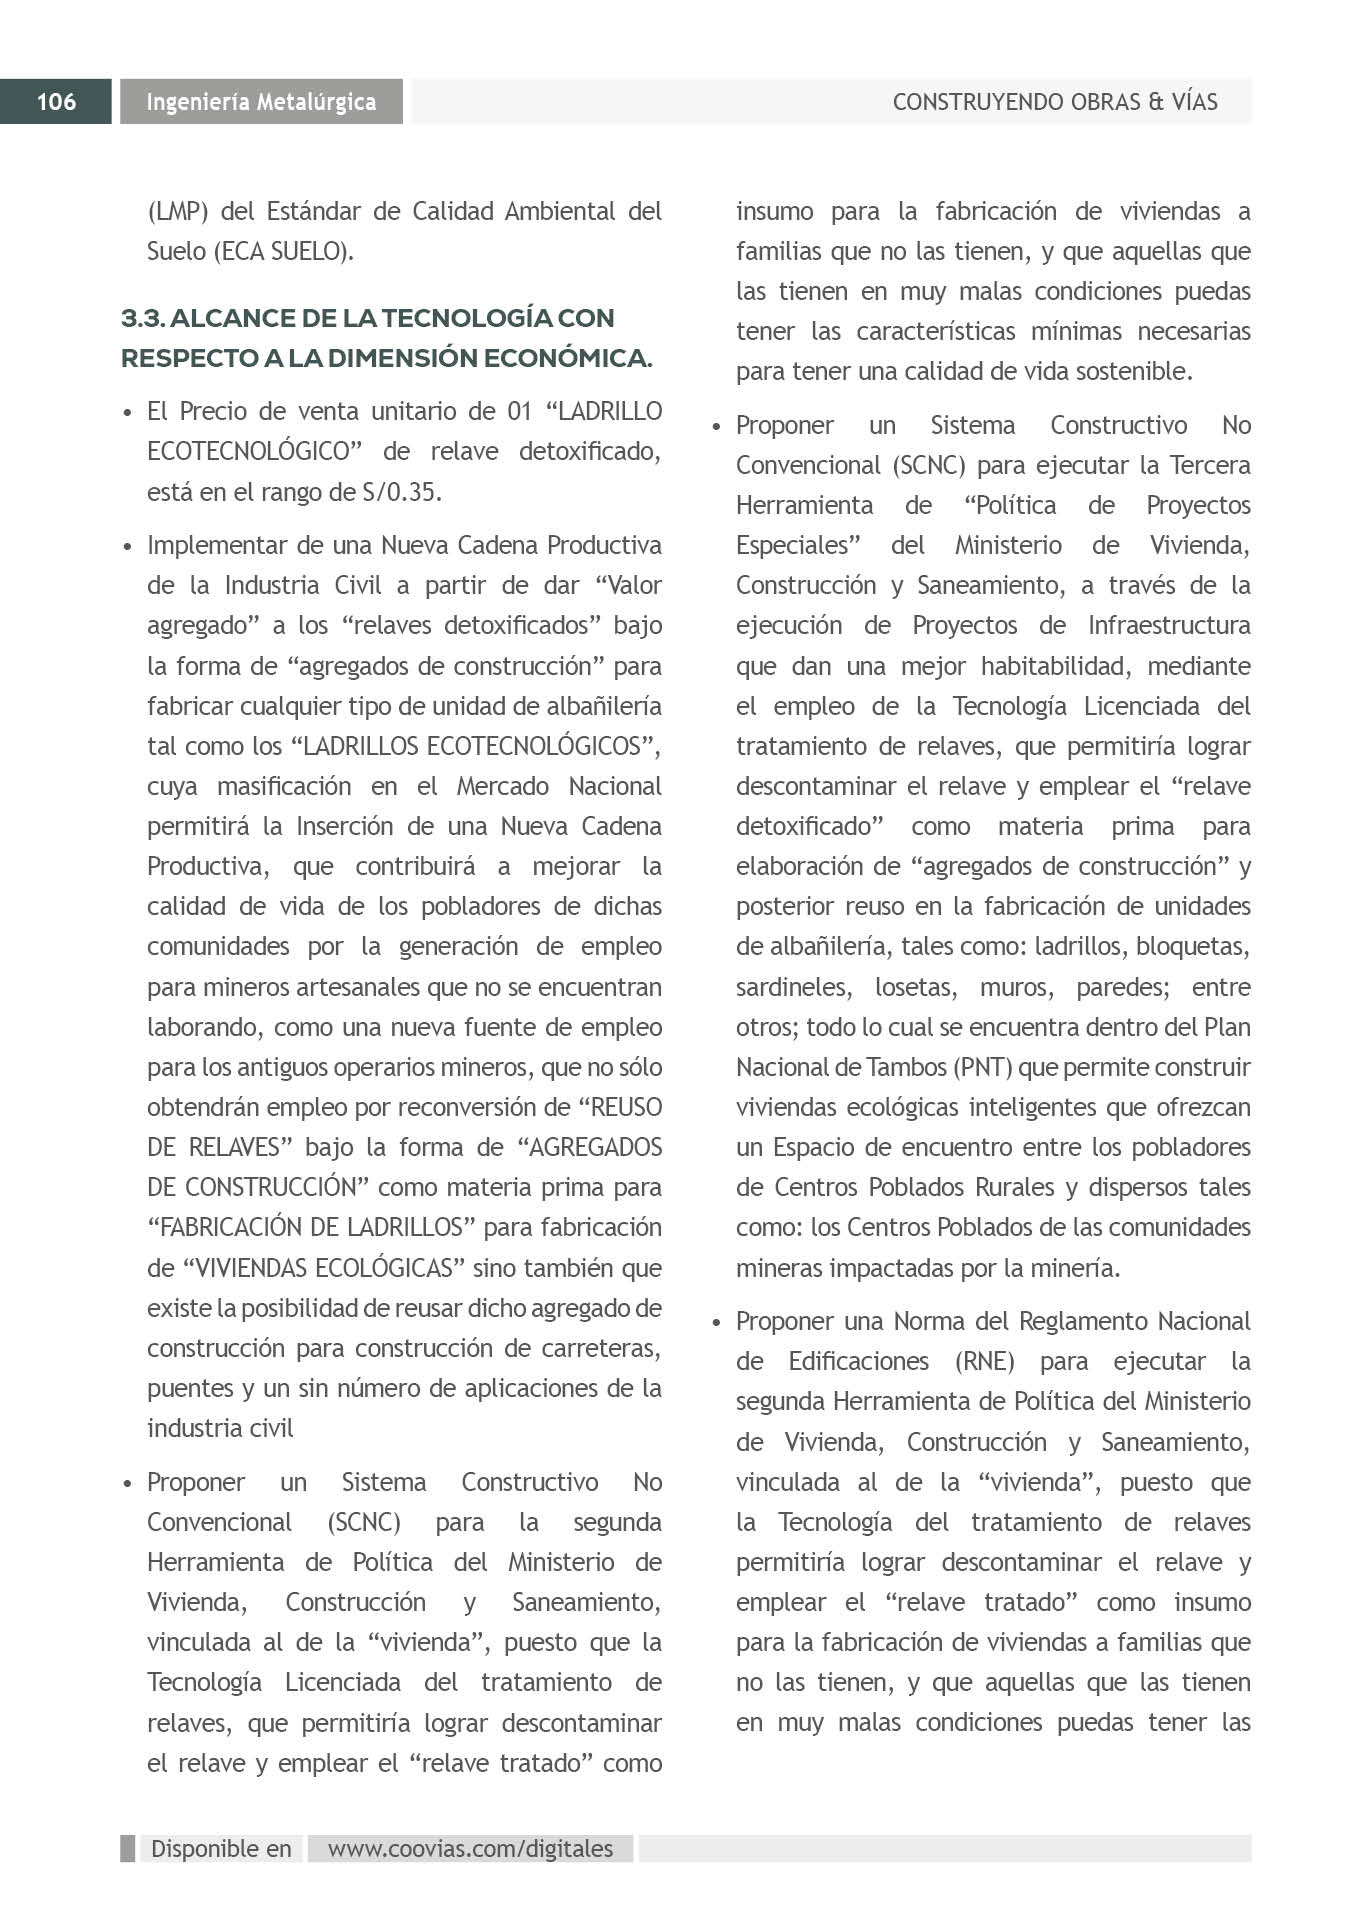 106
Ingeniería Metalúrgica
CONSTRUYENDO OBRAS & VÍAS
(LMP) del Estándar de Calidad Ambiental del
Suelo (ECA SUELO).
3.3. ALCANCE DE LA TECNOLOGÍA CON
RESPECTO A LA DIMENSIÓN ECONÓMICA.
• El Precio de venta unitario de 01 “LADRILLO
ECOTECNOLÓGICO” de relave detoxificado,
está en el rango de S/0.35.
• Implementar de una Nueva Cadena Productiva
de la Industria Civil a partir de dar “Valor
agregado” a los “relaves detoxificados” bajo
la forma de “agregados de construcción” para
fabricar cualquier tipo de unidad de albañilería
tal como los “LADRILLOS ECOTECNOLÓGICOS”,
cuya masificación en el Mercado Nacional
permitirá la Inserción de una Nueva Cadena
Productiva, que contribuirá a mejorar la
calidad de vida de los pobladores de dichas
comunidades por la generación de empleo
para mineros artesanales que no se encuentran
laborando, como una nueva fuente de empleo
para los antiguos operarios mineros, que no sólo
obtendrán empleo por reconversión de “REUSO
DE RELAVES” bajo la forma de “AGREGADOS
DE CONSTRUCCIÓN” como materia prima para
“FABRICACIÓN DE LADRILLOS” para fabricación
de “VIVIENDAS ECOLÓGICAS” sino también que
existe la posibilidad de reusar dicho agregado de
construcción para construcción de carreteras,
puentes y un sin número de aplicaciones de la
industria civil
• Proponer un Sistema Constructivo No
Convencional (SCNC) para la segunda
Herramienta de Política del Ministerio de
Vivienda, Construcción y Saneamiento,
vinculada al de la “vivienda”, puesto que la
Tecnología Licenciada del tratamiento de
relaves, que permitiría lograr descontaminar
el relave y emplear el “relave tratado” como
insumo para la fabricación de viviendas a
familias que no las tienen, y que aquellas que
las tienen en muy malas condiciones puedas
tener las características mínimas necesarias
para tener una calidad de vida sostenible.
• Proponer un Sistema Constructivo No
Convencional (SCNC) para ejecutar la Tercera
Herramienta de “Política de Proyectos
Especiales” del Ministerio de Vivienda,
Construcción y Saneamiento, a través de la
ejecución de Proyectos de Infraestructura
que dan una mejor habitabilidad, mediante
el empleo de la Tecnología Licenciada del
tratamiento de relaves, que permitiría lograr
descontaminar el relave y emplear el “relave
detoxificado” como materia prima para
elaboración de “agregados de construcción” y
posterior reuso en la fabricación de unidades
de albañilería, tales como: ladrillos, bloquetas,
sardineles, losetas, muros, paredes; entre
otros; todo lo cual se encuentra dentro del Plan
Nacional de Tambos (PNT) que permite construir
viviendas ecológicas inteligentes que ofrezcan
un Espacio de encuentro entre los pobladores
de Centros Poblados Rurales y dispersos tales
como: los Centros Poblados de las comunidades
mineras impactadas por la minería.
• Proponer una Norma del Reglamento Nacional
de Edificaciones (RNE) para ejecutar la
segunda Herramienta de Política del Ministerio
de Vivienda, Construcción y Saneamiento,
vinculada al de la “vivienda”, puesto que
la Tecnología del tratamiento de relaves
permitiría lograr descontaminar el relave y
emplear el “relave tratado” como insumo
para la fabricación de viviendas a familias que
no las tienen, y que aquellas que las tienen
en muy malas condiciones puedas tener las
Disponible en
www.coovias.com/digitales